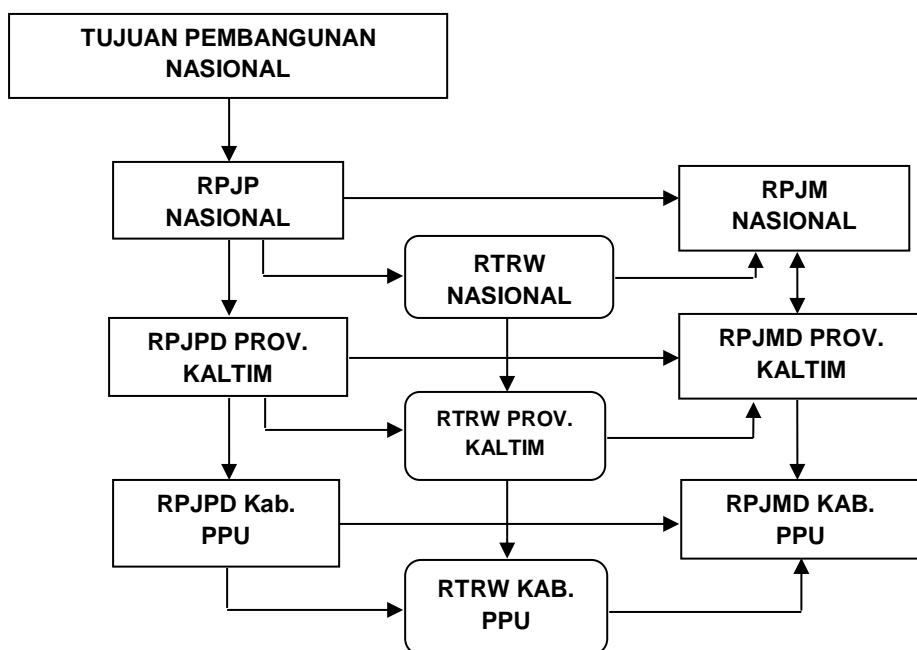 TUJUAN PEMBANGUNAN
NASIONAL
RPJP
NASIONAL
RPJM
NASIONAL
RTRW
NASIONAL
RPJPD PROV.
KALTIM
RPJMD PROV.
KALTIM
RTRW PROV.
KALTIM
RPJPD Kab.
PPU
RPJMD KAB.
PPU
RTRW KAB.
PPU